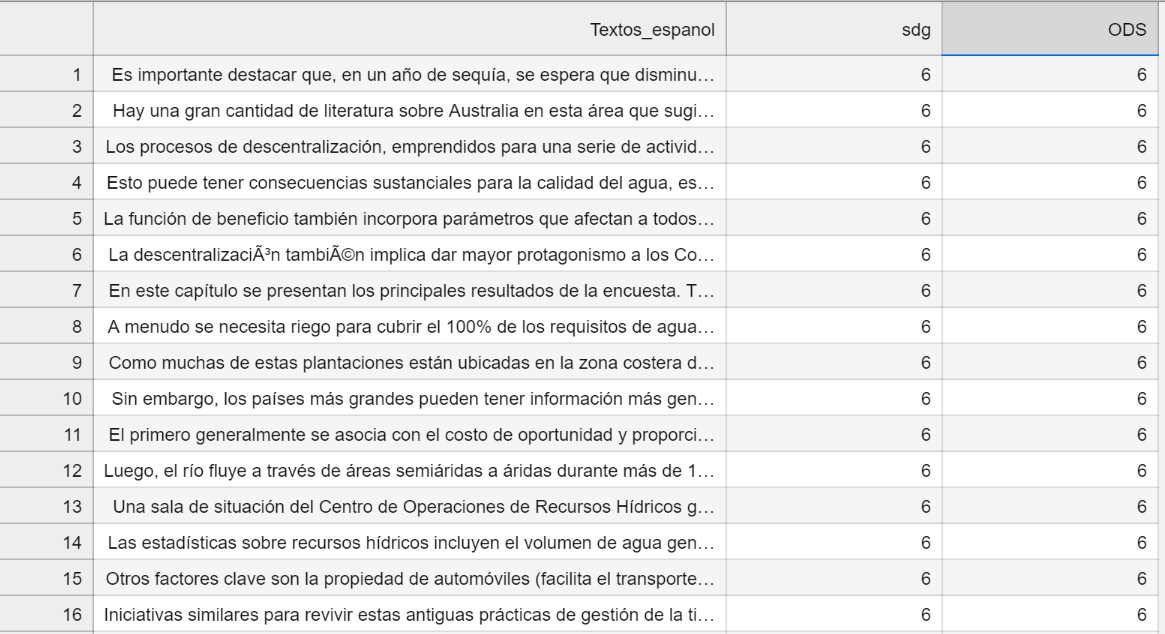 Textos_espanol sdg ODS
1 Es importante destacar que, en un año de sequía, se espera que disminu… 6 6
2 Hay una gran cantidad de literatura sobre Australia en esta área que sugi… 6 6
3 Los procesos de descentralización, emprendidos para una serie de activid… 6 6
4 Esto puede tener consecuencias sustanciales para la calidad del agua, es… 6 6
5 La función de beneficio también incorpora parámetros que afectan a todos… 6 6
6 La descentralizaciÃ³n tambiÃ©n implica dar mayor protagonismo a los Co… 6 6
7 En este capítulo se presentan los principales resultados de la encuesta. T… 6 6
8 A menudo se necesita riego para cubrir el 100% de los requisitos de agua… 6 6
9 Como muchas de estas plantaciones están ubicadas en la zona costera d… 6 6
10 Sin embargo, los países más grandes pueden tener información más gen… 6 6
11 El primero generalmente se asocia con el costo de oportunidad y proporci… 6 6
12 Luego, el río fluye a través de áreas semiáridas a áridas durante más de 1… 6 6
13 Una sala de situación del Centro de Operaciones de Recursos Hídricos g… 6 6
14 Las estadísticas sobre recursos hídricos incluyen el volumen de agua gen… 6 6
15 Otros factores clave son la propiedad de automóviles (facilita el transporte… 6 6
16 Iniciativas similares para revivir estas antiguas prácticas de gestión de la ti… 6 6